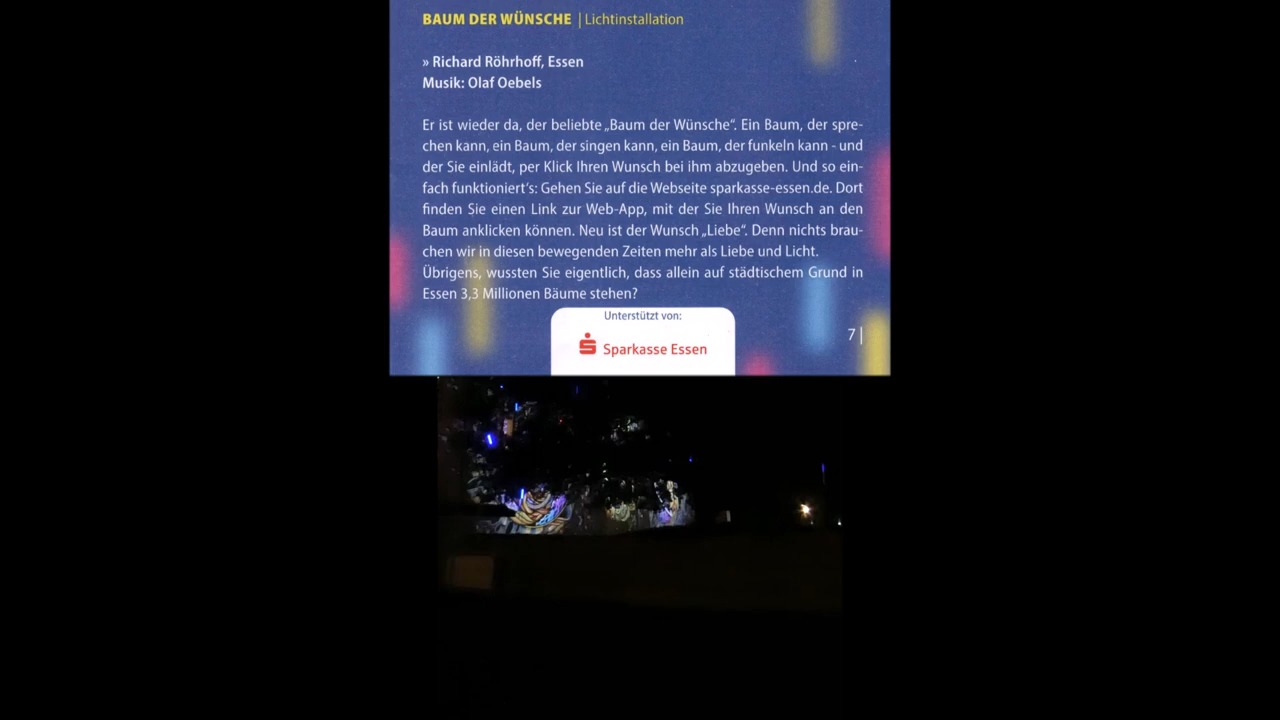 BAUM DER WÜNSCHE | Lichtinstallation
» Richard Röhrhoff, Essen
Musik: Olaf Oebels
Er ist wieder da, der beliebte „Baum der Wünsche“. Ein Baum, der spre-
chen kann, ein Baum, der singen kann, ein Baum, der funkeln kann - und
der Sie einlädt, per Klick Ihren Wunsch bei ihm abzugeben. Und so ein-
fach funktioniert's: Gehen Sie auf die Webseite sparkasse-essen.de. Dort
finden Sie einen Link zur Web-App, mit der Sie Ihren Wunsch an den
Baum anklicken können. Neu ist der Wunsch „Liebe“. Denn nichts brau-
chen wir in diesen bewegenden Zeiten mehr als Liebe und Licht.
Übrigens, wussten Sie eigentlich, dass allein auf städtischem Grund in
Essen 3,3 Millionen Bäume stehen?
Unterstützt von:
Sparkasse Essen
7 |